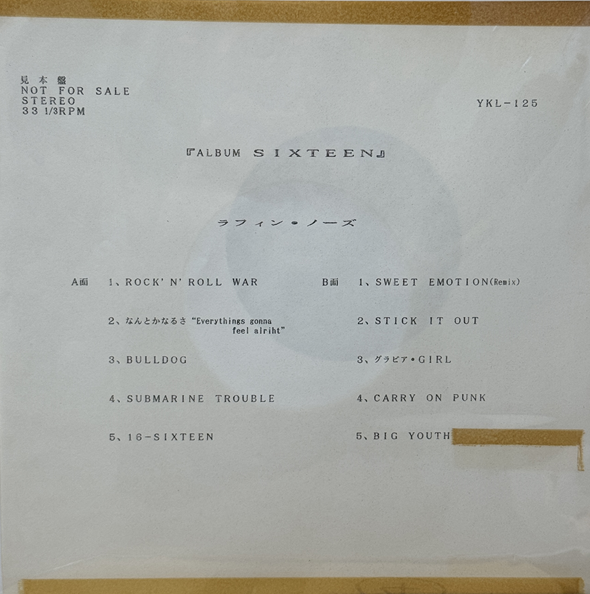 見本盤
NOT FOR SALE
STEREO
33 1/3RPM
YKL-125
『ALBUM SIXTEEN』
ラフィン・ノーズ
A面 1、ROCK'N'ROLL WAR
2、なんとかなるさ "Everythings gonna
feel alriht"
3、BULLDOG
4、SUBMARINE TROUBLE
5、16-SIXTEEN
B面 1、SWEET EMOTION(Remix)
2、STICK IT OUT
3、グラビア・GIRL
4、CARRY ON PUNK
5、BIG YOUTH